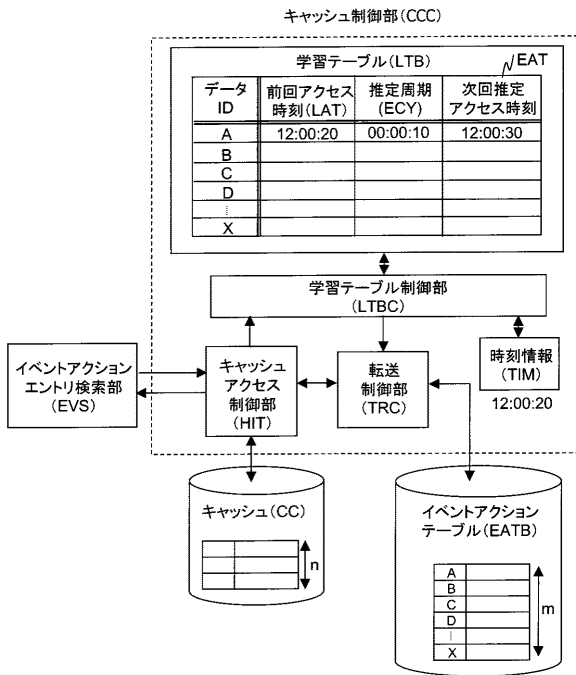 キャッシュ制御部(CCC)
学習テーブル(LTB)
EAT
データ
ID
前回アクセス
時刻(LAT)
推定周期
(ECY)
次回推定
アクセス時刻
A 12:00:20 00:00:10 12:00:30
B
C
D
X
学習テーブル制御部
(LTBC)
イベントアクション
エントリ検索部
(EVS)
キャッシュ
アクセス
制御部
(HIT)
転送
制御部
(TRC)
時刻情報
(TIM)
12:00:20
キャッシュ(CC)
n
イベントアクション
テーブル(EATB)
A
B
C
D
X
m